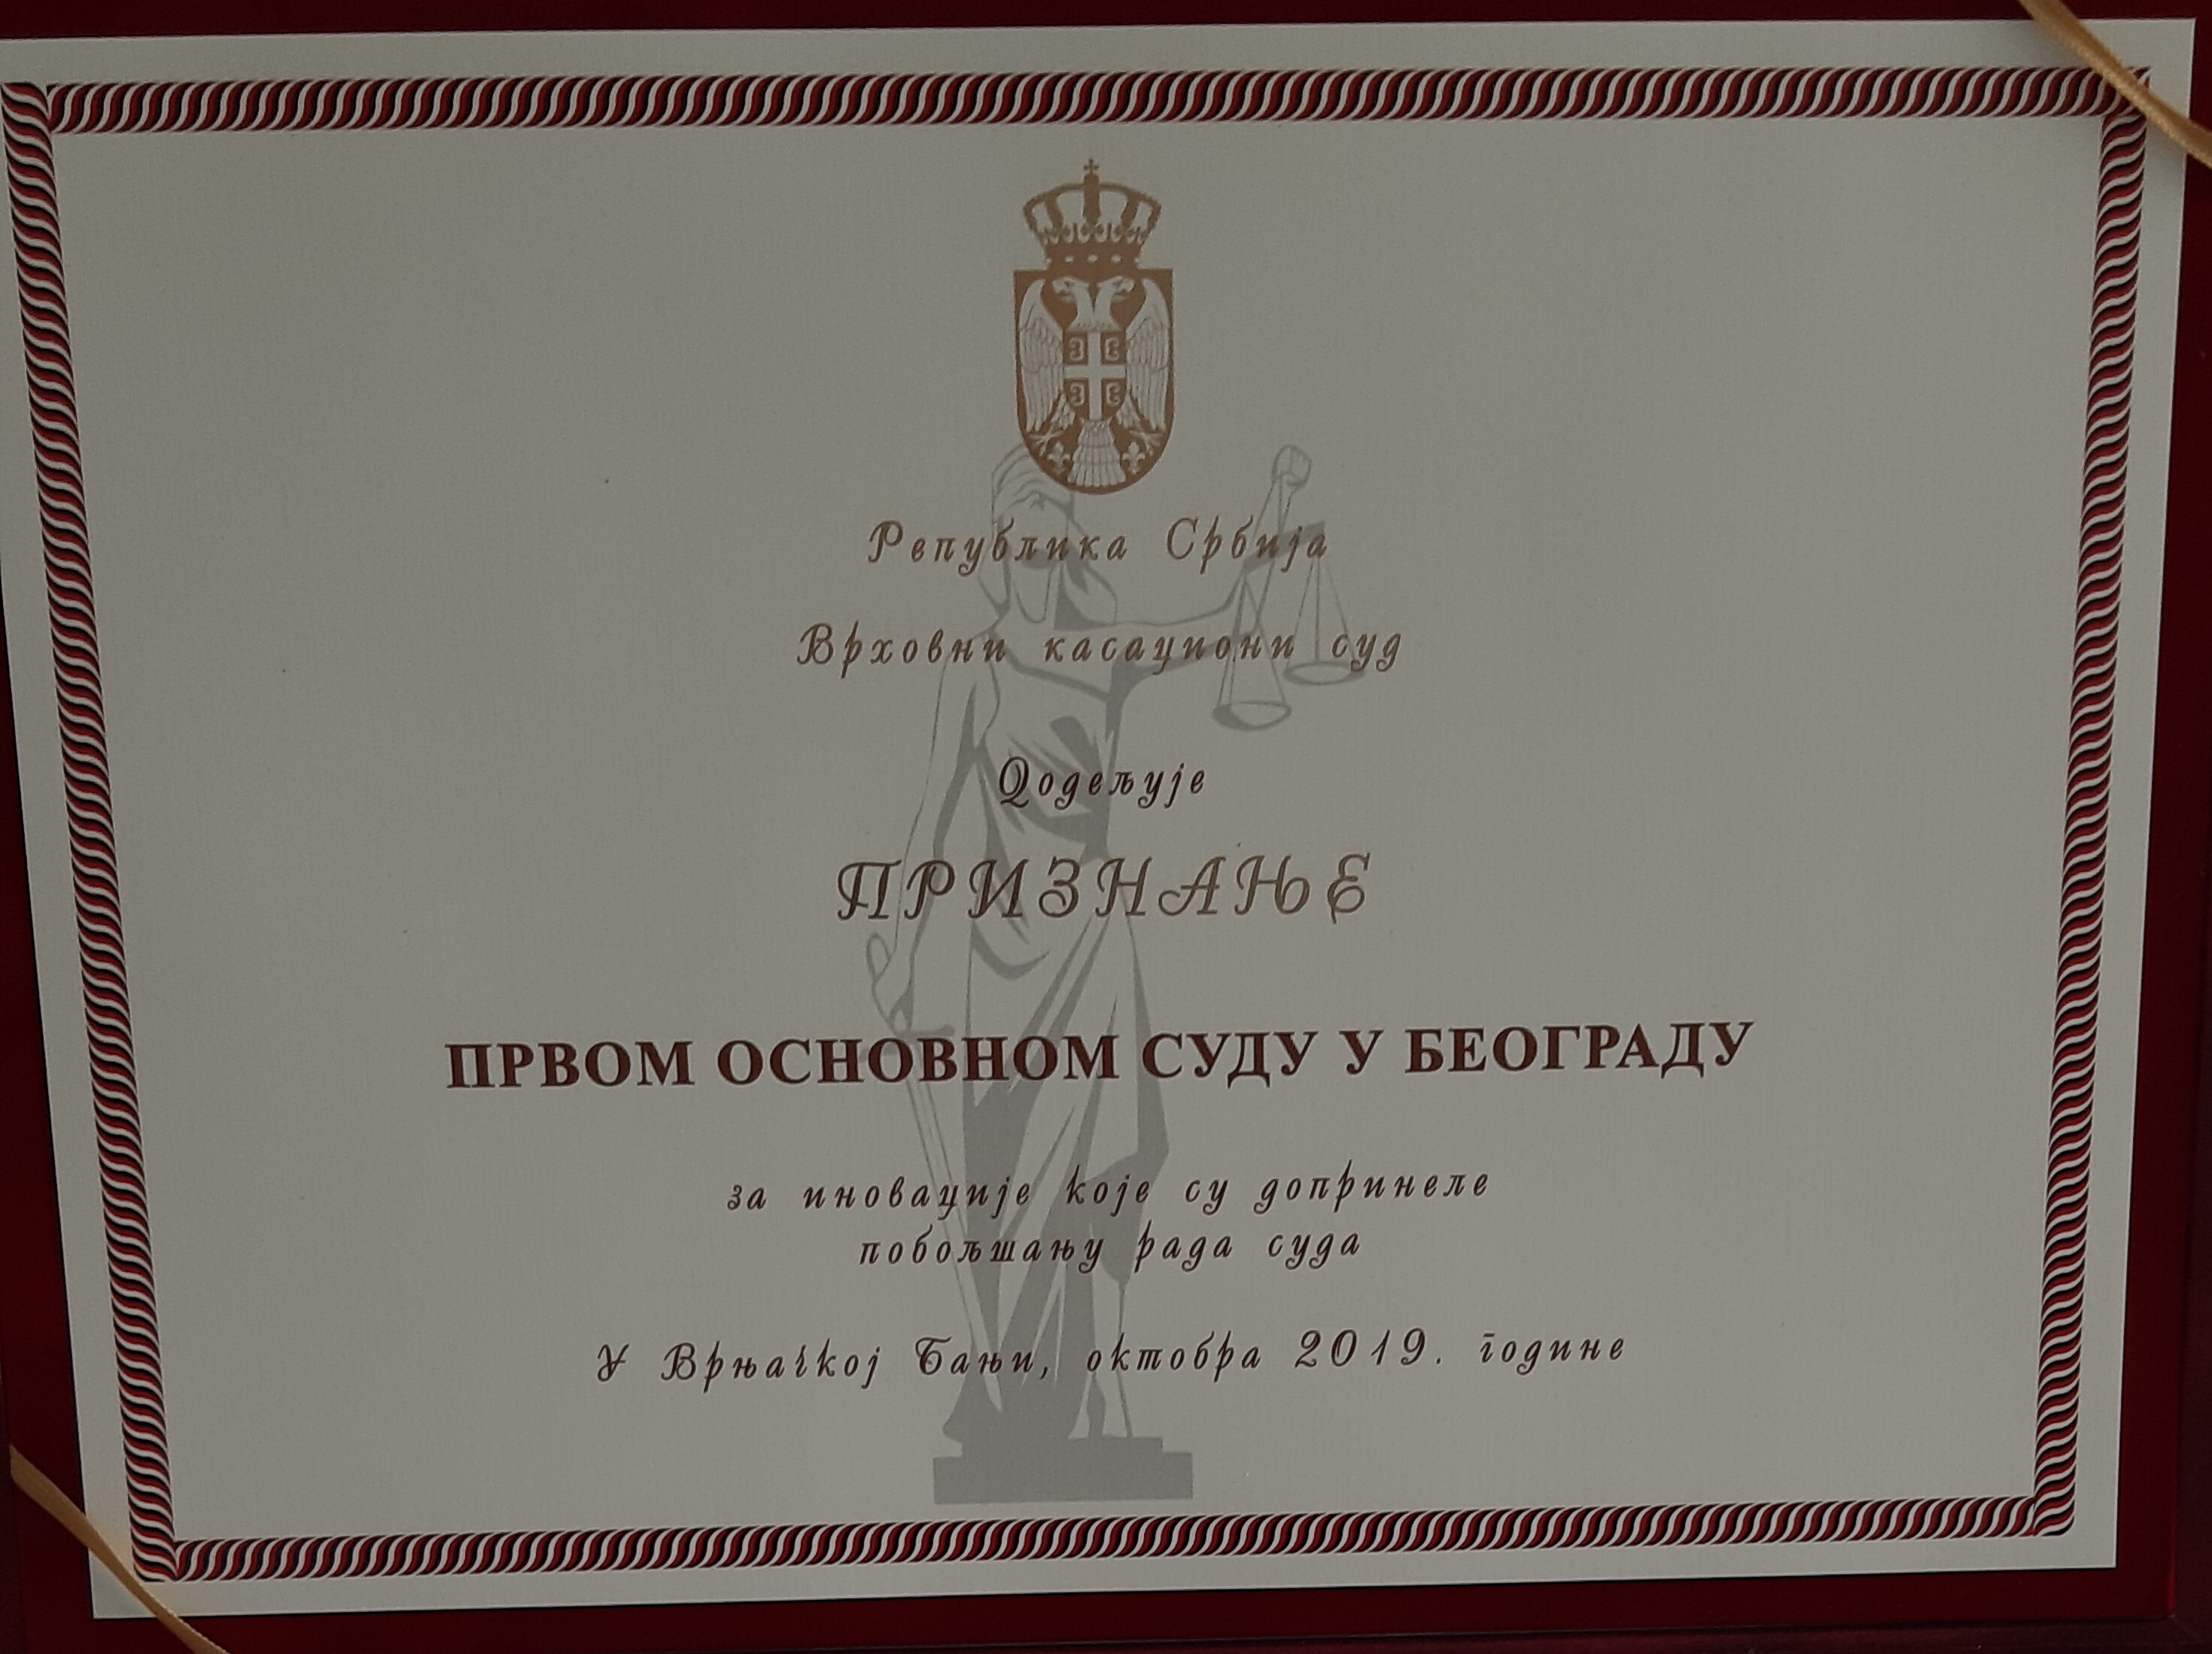 Република Србија
Врховни касациони суд
Додељује
ПРИЗНАЊЕ
ПРВОМ ОСНОВНОМ СУДУ У БЕОГРАДУ
за иновације које су допринеле
побољшању рада суда
У Врњачкој Бањи, октобра 2019. године